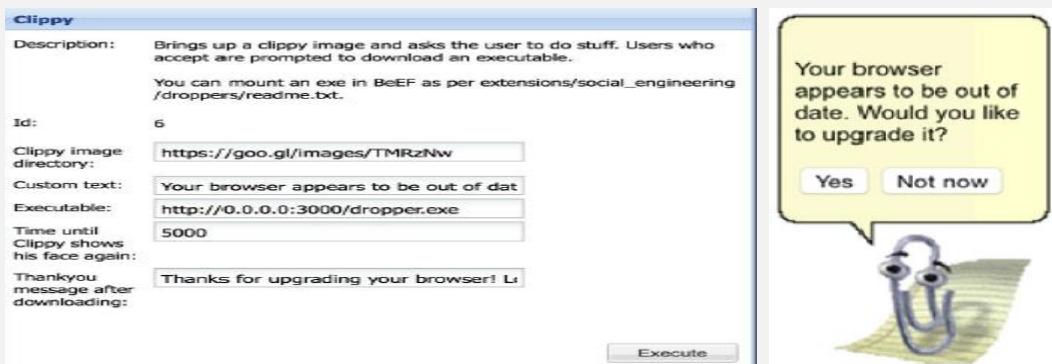 Clippy
Description:
Brings up a clippy image and asks the user to do stuff. Users who
accept are prompted to download an executable.
You can mount an exe in BeEF as per extensions/social_engineering
/droppers/readme.txt.
Id:
6
Clippy image
directory:
https://goo.gl/images/TMRzNw
Custom text:
Your browser appears to be out of dat
Executable:
http://0.0.0.0:3000/dropper.exe
Time until
Clippy shows
his face again:
5000
Thankyou
message after
downloading:
Thanks for upgrading your browser! Lo
Execute
Your browser
appears to be out of
date. Would you like
to upgrade it?
Yes
Not now